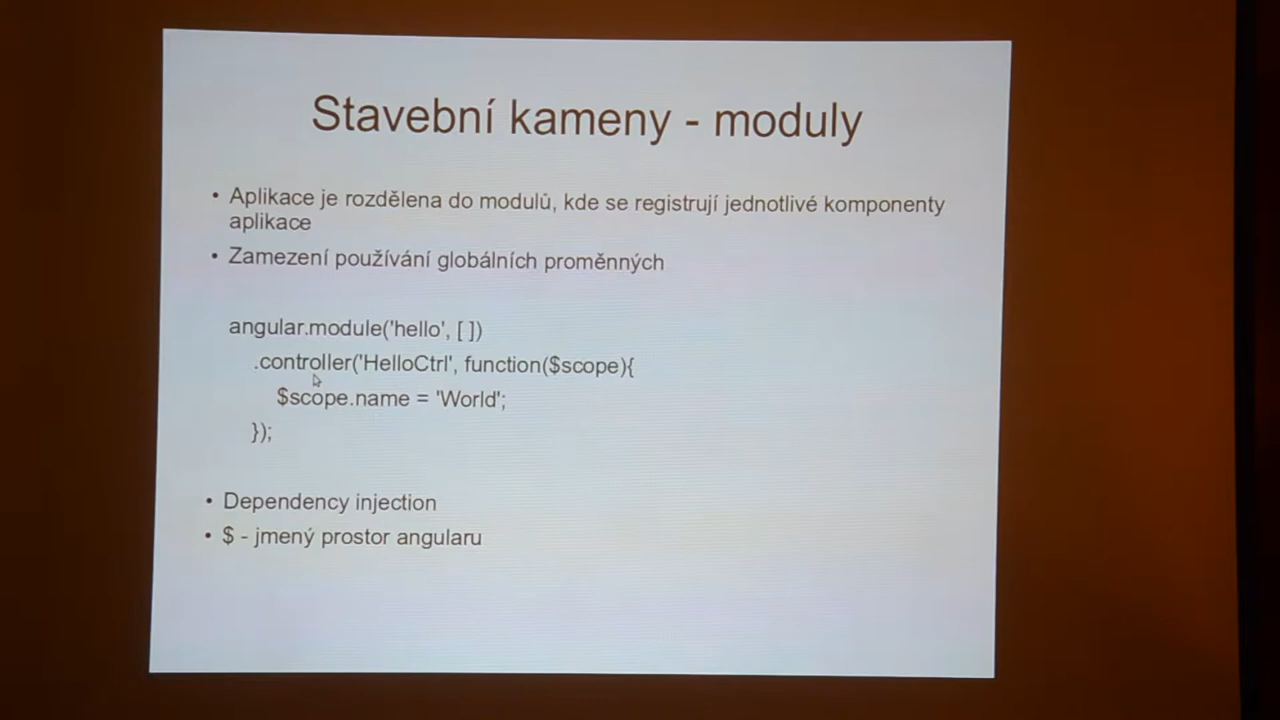 Stavební kameny - moduly
• Aplikace je rozdělena do modulů, kde se registrují jednotlivé komponenty
aplikace
• Zamezení používání globálních proměnných
angular.module('hello', [ ])
.controller('HelloCtrl', function($scope){
$scope.name = 'World';
});
• Dependency injection
• $ - jmený prostor angularu